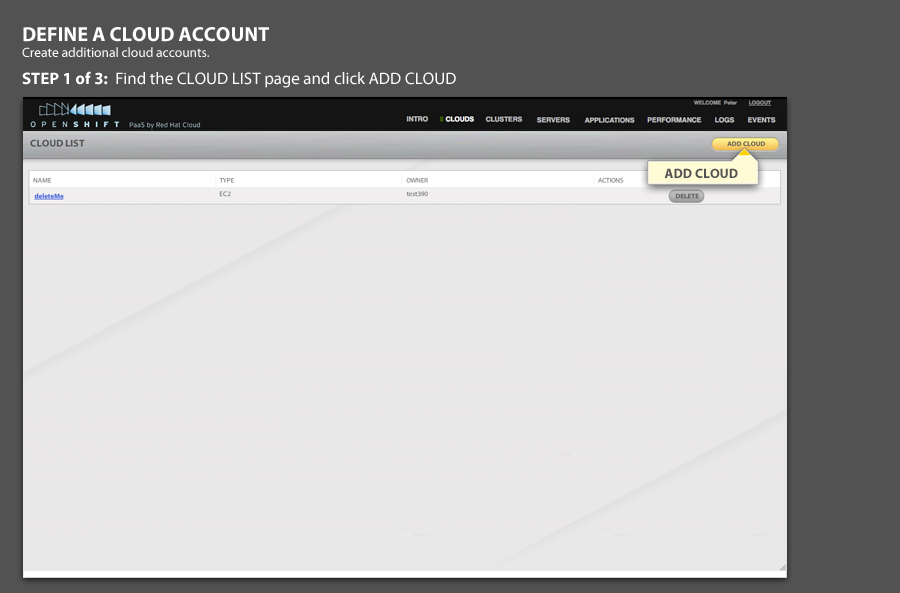 DEFINE A CLOUD ACCOUNT
Create additional cloud accounts.
STEP 1 of 3: Find the CLOUD LIST page and click ADD CLOUD
WELCOME Peter LOGOUT
OPENSHIFT PaaS by Red Hat Cloud
INTRO CLOUDS CLUSTERS SERVERS APPLICATIONS PERFORMANCE LOGS EVENTS
CLOUD LIST ADD CLOUD
ADD CLOUD
NAME TYPE OWNER ACTIONS
deleteMe EC2 test390 DELETE